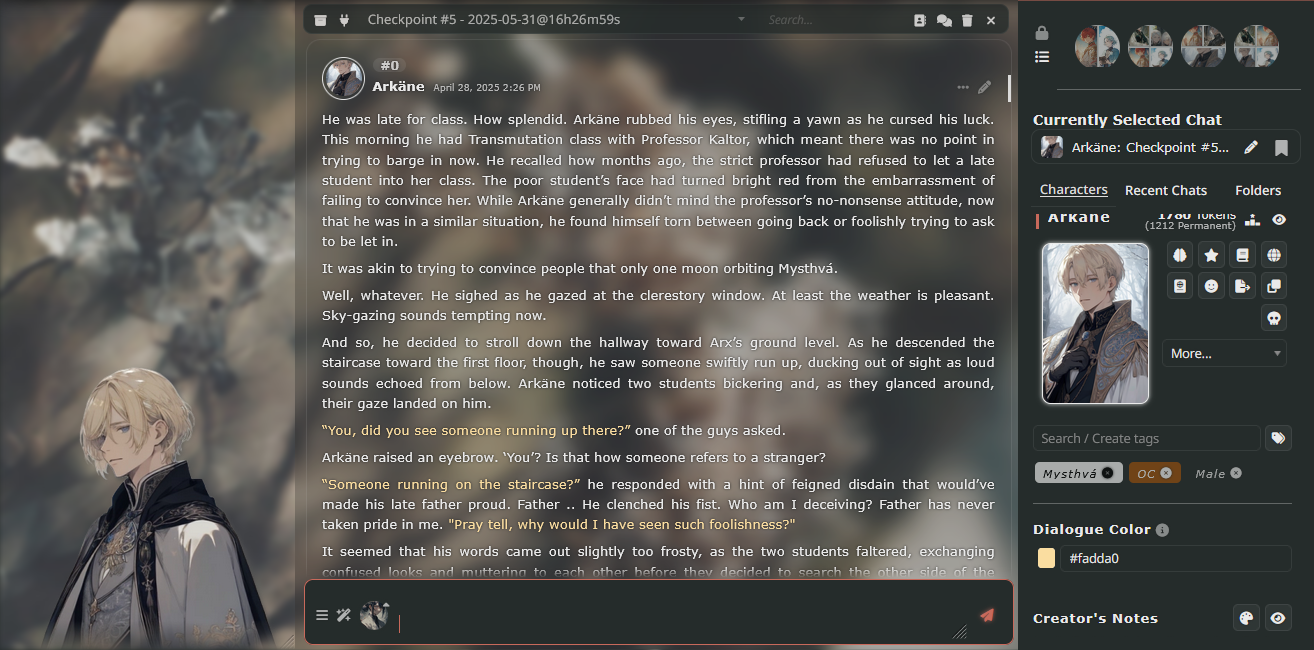 Checkpoint #5 - 2025-05-31@16h26m59s
Search...
#0
Arkäne April 28, 2025 2:26 PM
He was late for class. How splendid. Arkäne rubbed his eyes, stifling a yawn as he cursed his luck.
This morning he had Transmutation class with Professor Kaltor, which meant there was no point in
trying to barge in now. He recalled how months ago, the strict professor had refused to let a late
student into her class. The poor student’s face had turned bright red from the embarrassment of
failing to convince her. While Arkäne generally didn’t mind the professor’s no-nonsense attitude, now
that he was in a similar situation, he found himself torn between going back or foolishly trying to ask
to be let in.
It was akin to trying to convince people that only one moon orbiting Mysthvá.
Well, whatever. He sighed as he gazed at the clerestory window. At least the weather is pleasant.
Sky-gazing sounds tempting now.
And so, he decided to stroll down the hallway toward Arx’s ground level. As he descended the
staircase toward the first floor, though, he saw someone swiftly run up, ducking out of sight as loud
sounds echoed from below. Arkäne noticed two students bickering and, as they glanced around,
their gaze landed on him.
“You, did you see someone running up there?” one of the guys asked.
Arkäne raised an eyebrow. ‘You’? Is that how someone refers to a stranger?
“Someone running on the staircase?” he responded with a hint of feigned disdain that would’ve
made his late father proud. Father .. He clenched his fist. Who am I deceiving? Father has never
taken pride in me. "Pray tell, why would I have seen such foolishness?"
It seemed that his words came out slightly too frosty, as the two students faltered, exchanging
confused looks and muttering to each other before they decided to search the other side of the
Currently Selected Chat
Arkäne: Checkpoint #5...
Characters
Recent Chats
Folders
Arkäne
1780 Tokens
(1212 Permanent)
More...
Search / Create tags
Mysthvá
OC
Male
Dialogue Color
#fadda0
Creator's Notes